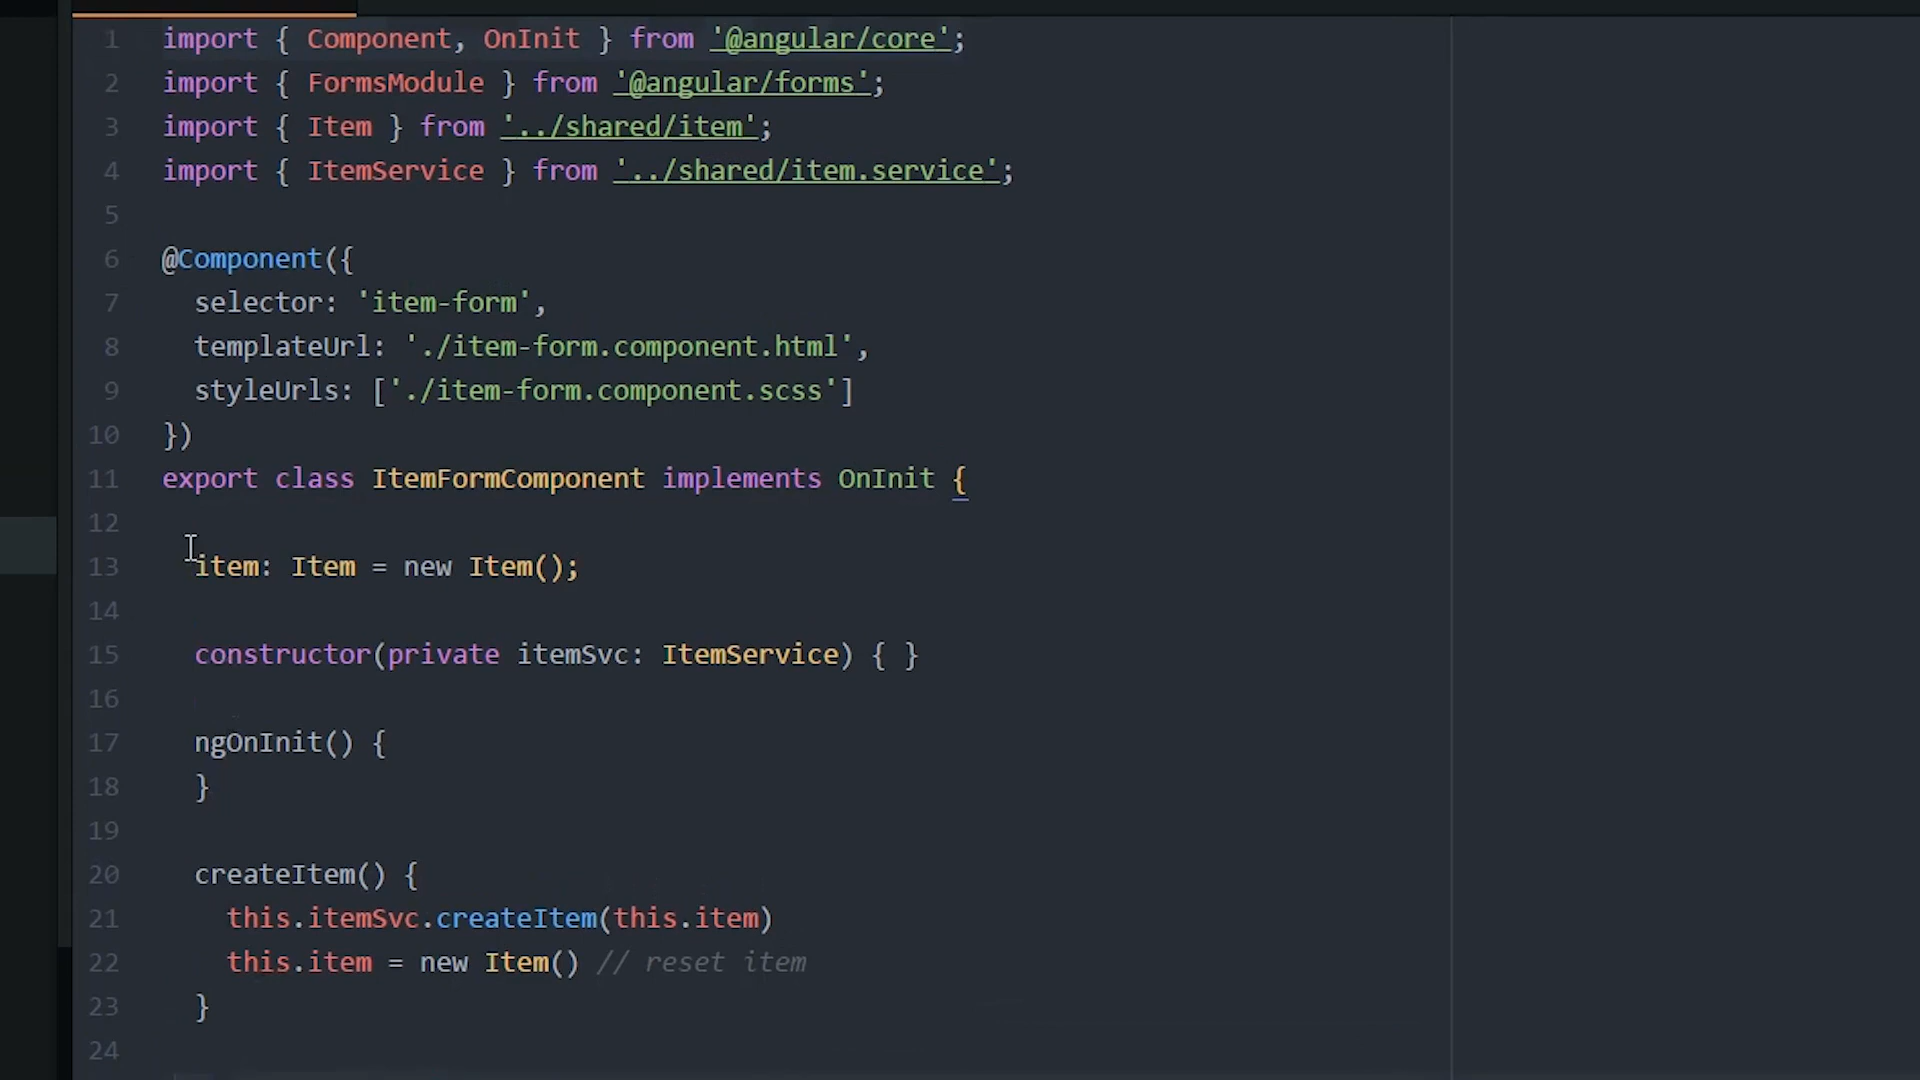 1 import { Component, OnInit } from '@angular/core';
2 import { FormsModule } from '@angular/forms';
3 import { Item } from '../shared/item';
4 import { ItemService } from '../shared/item.service';
5
6 @Component({
7   selector: 'item-form',
8   templateUrl: './item-form.component.html',
9   styleUrls: ['./item-form.component.scss']
10 })
11 export class ItemFormComponent implements OnInit {
12
13   item: Item = new Item();
14
15   constructor(private itemSvc: ItemService) { }
16
17   ngOnInit() {
18   }
19
20   createItem() {
21     this.itemSvc.createItem(this.item)
22     this.item = new Item() // reset item
23   }
24